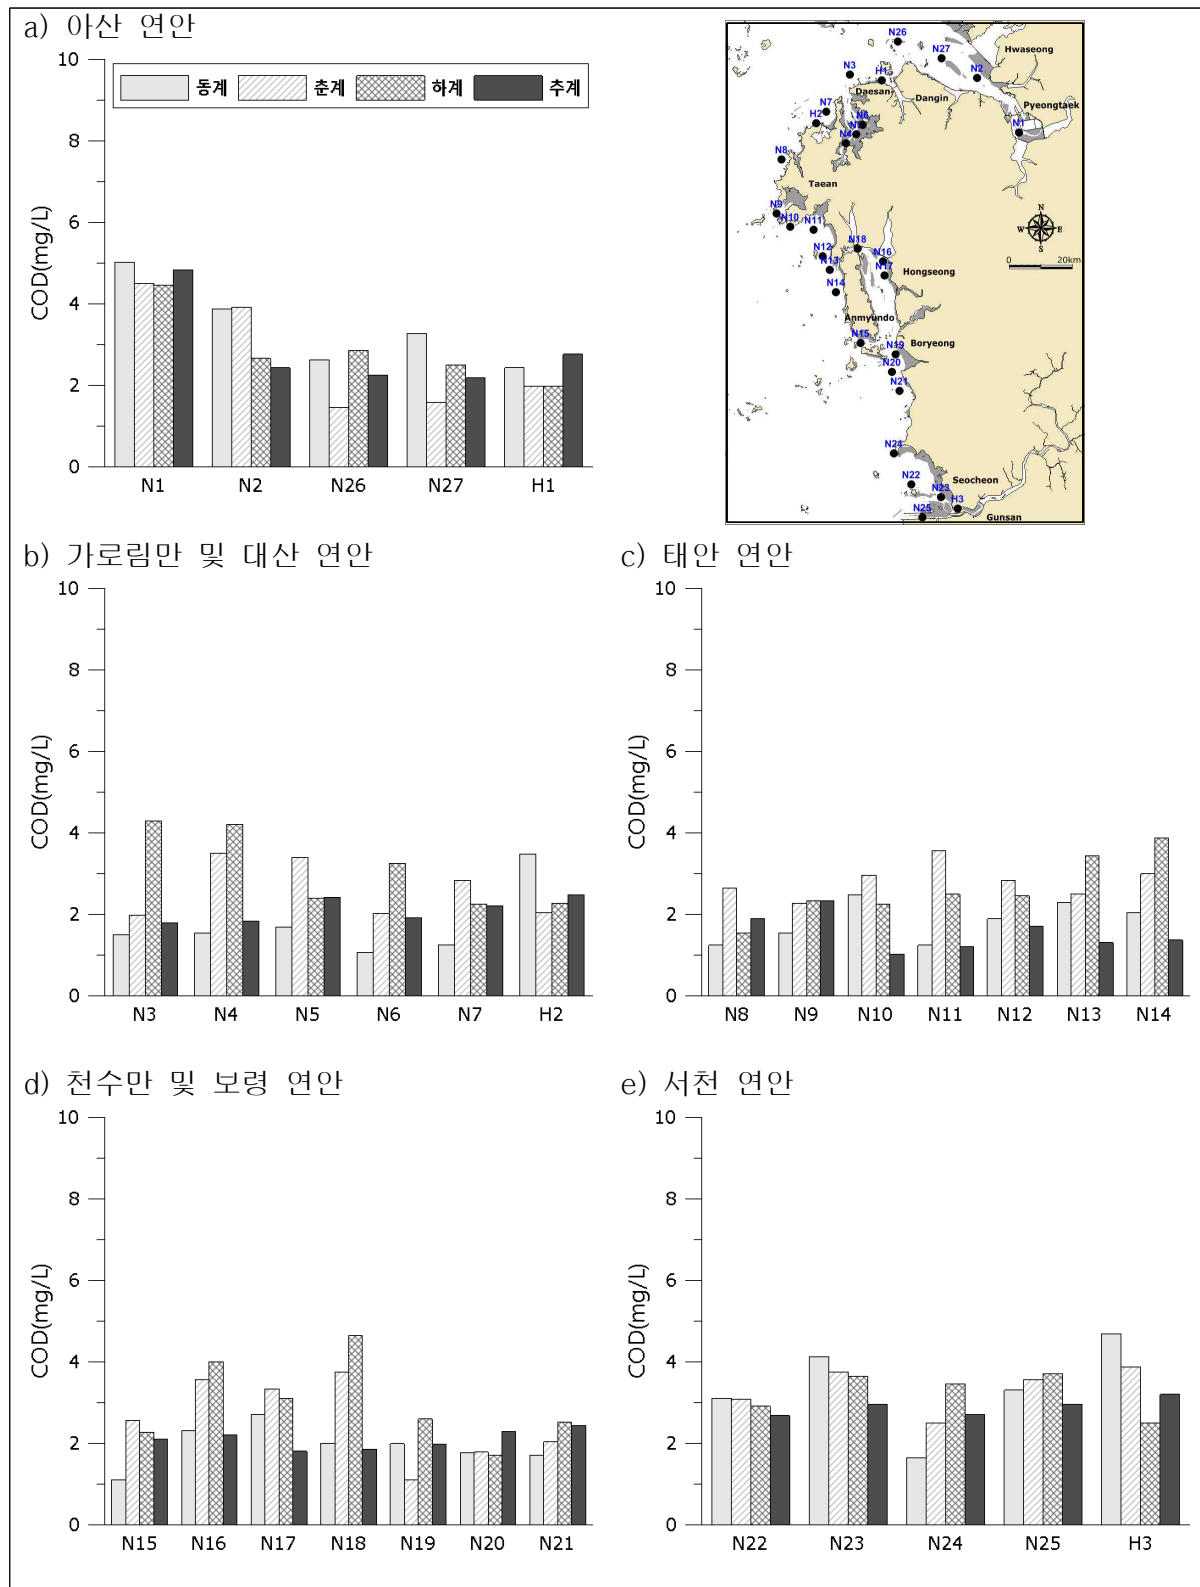 a) 아산 연안
COD(mg/L)
10
8
6
4
2
0
동계 춘계 하계 추계
N1 N2 N26 N27 H1
N26
N27
Hwaseong
N3
H1
N2
Daesan
Dangin
Pyeongtaek
N7
H2
N6
N4
N1
N8
Taean
N9
N10
N11
N
W E
S
N18
N12
N16
N13
N17
Hongseong
0 20km
N14
Anmyundo
N15
Boryeong
N19
N20
N21
N24
Seocheon
N22
N23
H3
N25
Gunsan
b) 가로림만 및 대산 연안
COD(mg/L)
10
8
6
4
2
0
N3 N4 N5 N6 N7 H2
c) 태안 연안
COD(mg/L)
10
8
6
4
2
0
N8 N9 N10 N11 N12 N13 N14
d) 천수만 및 보령 연안
COD(mg/L)
10
8
6
4
2
0
N15 N16 N17 N18 N19 N20 N21
e) 서천 연안
COD(mg/L)
10
8
6
4
2
0
N22 N23 N24 N25 H3